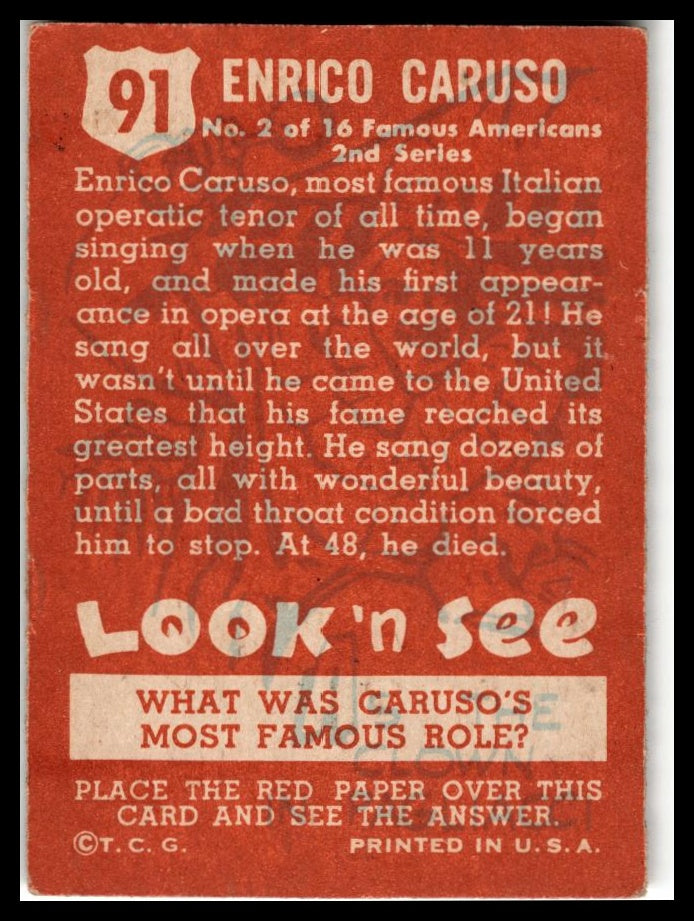 91
ENRICO CARUSO
No. 2 of 16 Famous Americans
2nd Series
Enrico Caruso, most famous Italian
operatic tenor of all time, began
singing when he was 11 years
old, and made his first appear-
ance in opera at the age of 21! He
sang all over the world, but it
wasn't until he came to the United
States that his fame reached its
greatest height. He sang dozens of
parts, all with wonderful beauty,
until a bad throat condition forced
him to stop. At 48, he died.
LOOK 'n SEE
WHAT WAS CARUSO'S
MOST FAMOUS ROLE?
THE
CLOWN
PLACE THE RED PAPER OVER THIS
CARD AND SEE THE ANSWER.
©T. C. G.
PRINTED IN U. S. A.